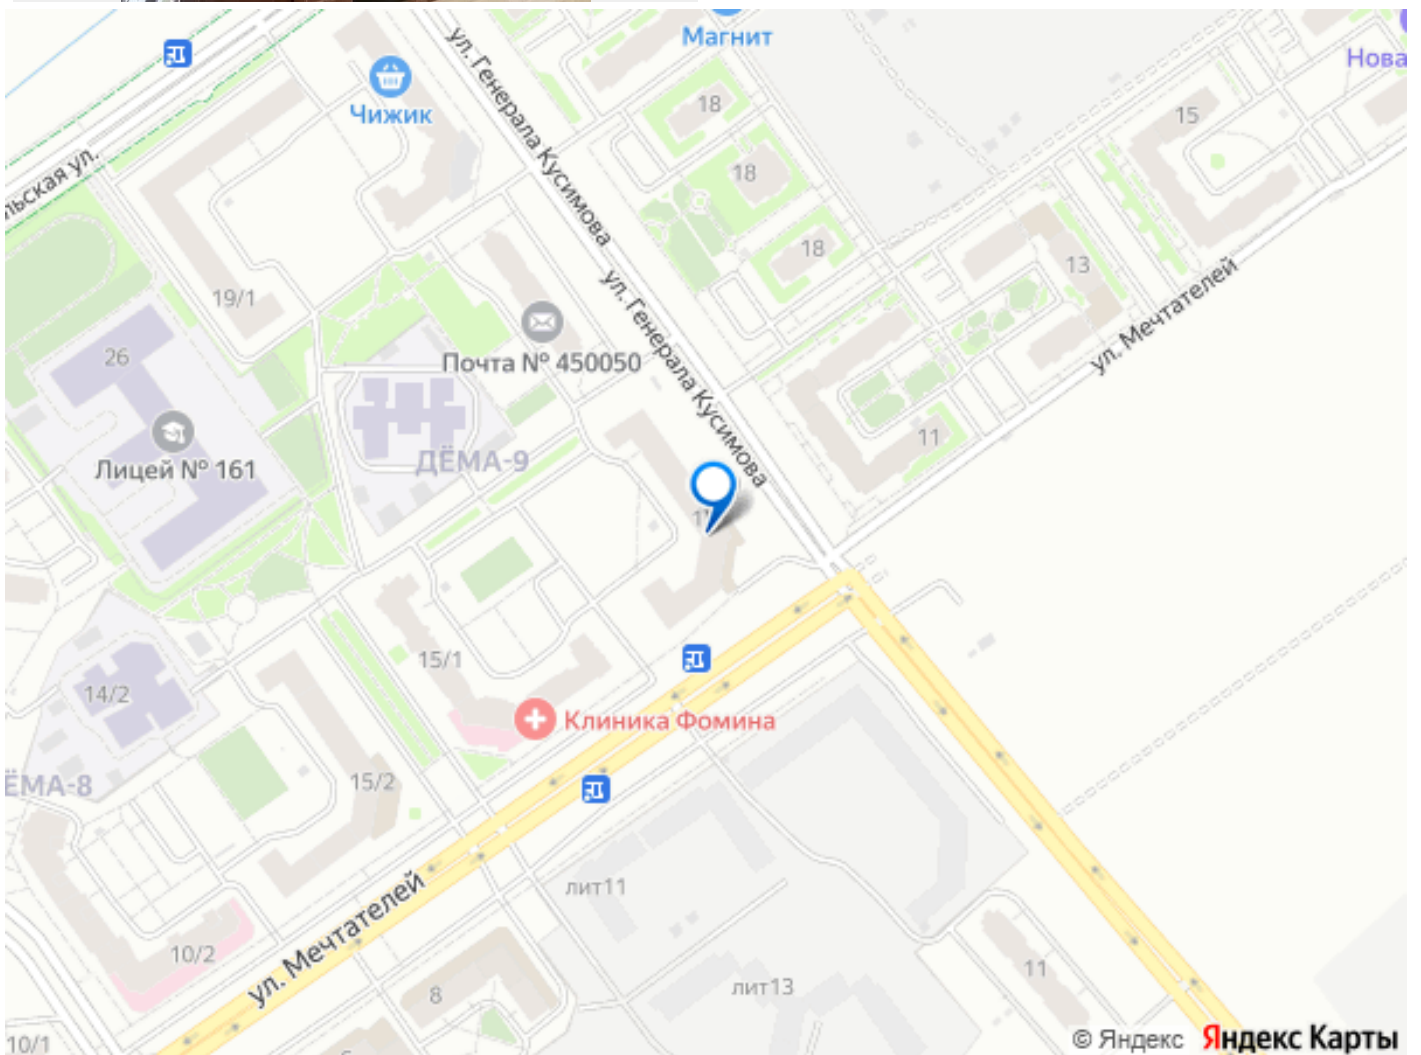 Магнит
Нова
Чижик
ул. Генерала Кусимова
18
15
льская ул.
18
18
13
19/1
ул. Генерала Кусимова
ул. Мечтателей
26
Почта № 450050
11
ДЁМА-9
Лицей № 161
15/1
14/2
Клиника Фомина
ЁМА-8
15/2
ул. Мечтателей
лит11
10/2
11
8
лит13
10/1
© Яндекс Яндекс Карты